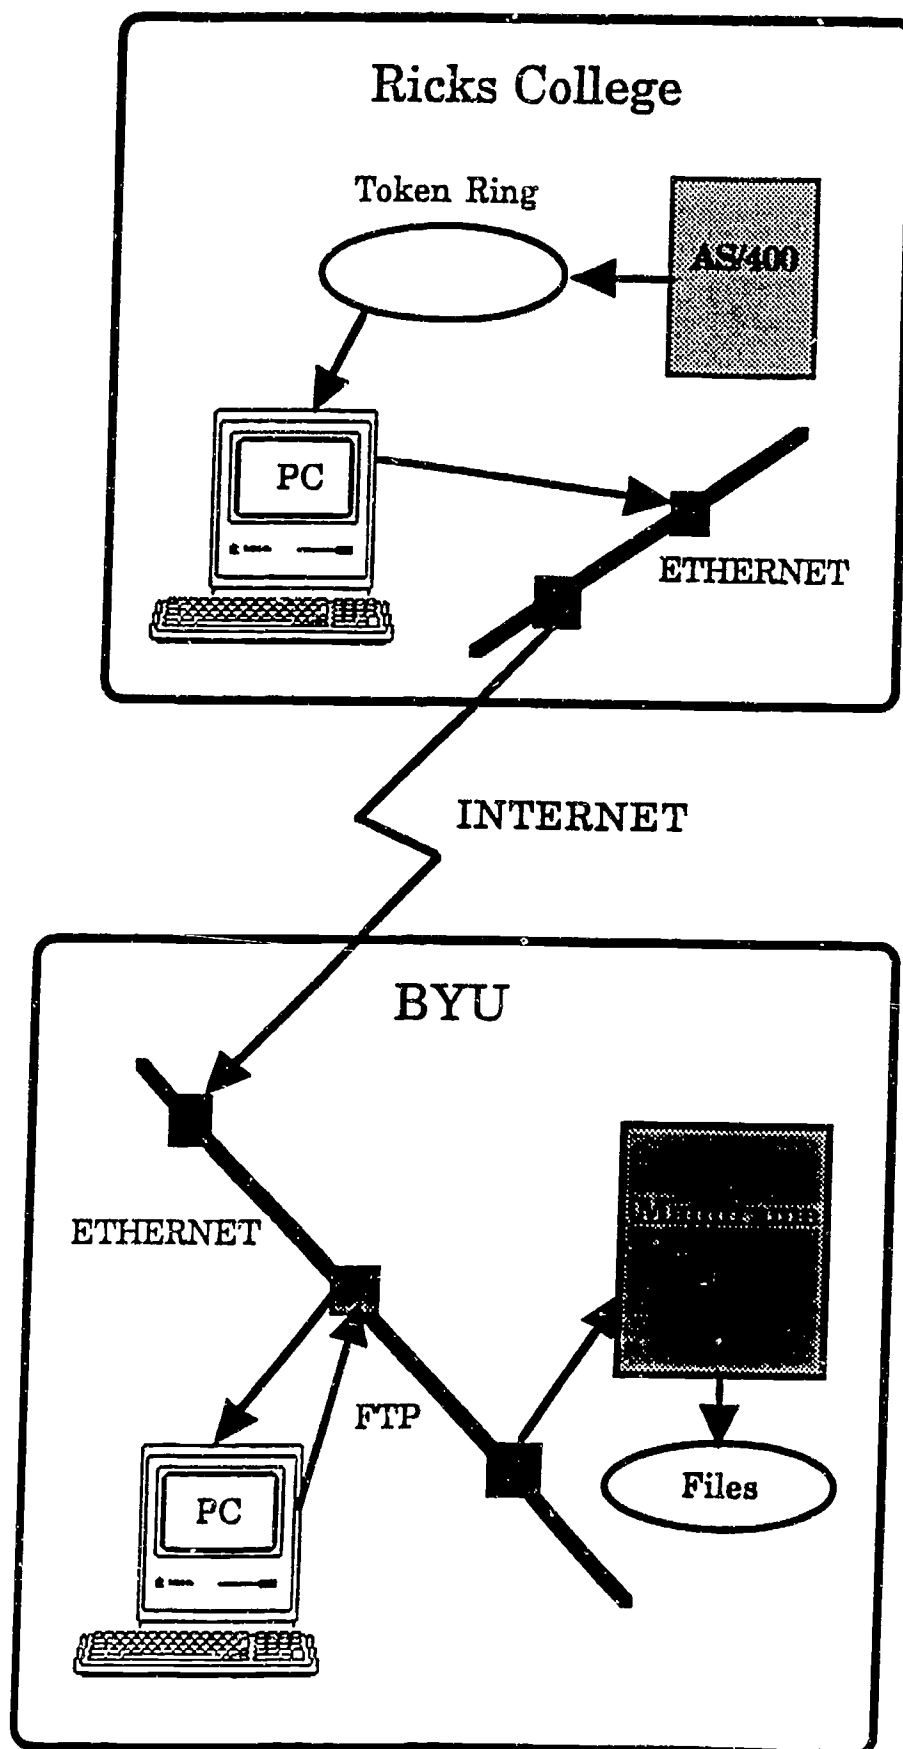 Ricks College
Token Ring
AS/400
PC
ETHERNET
INTERNET
BYU
ETHERNET
FTP
PC
Files